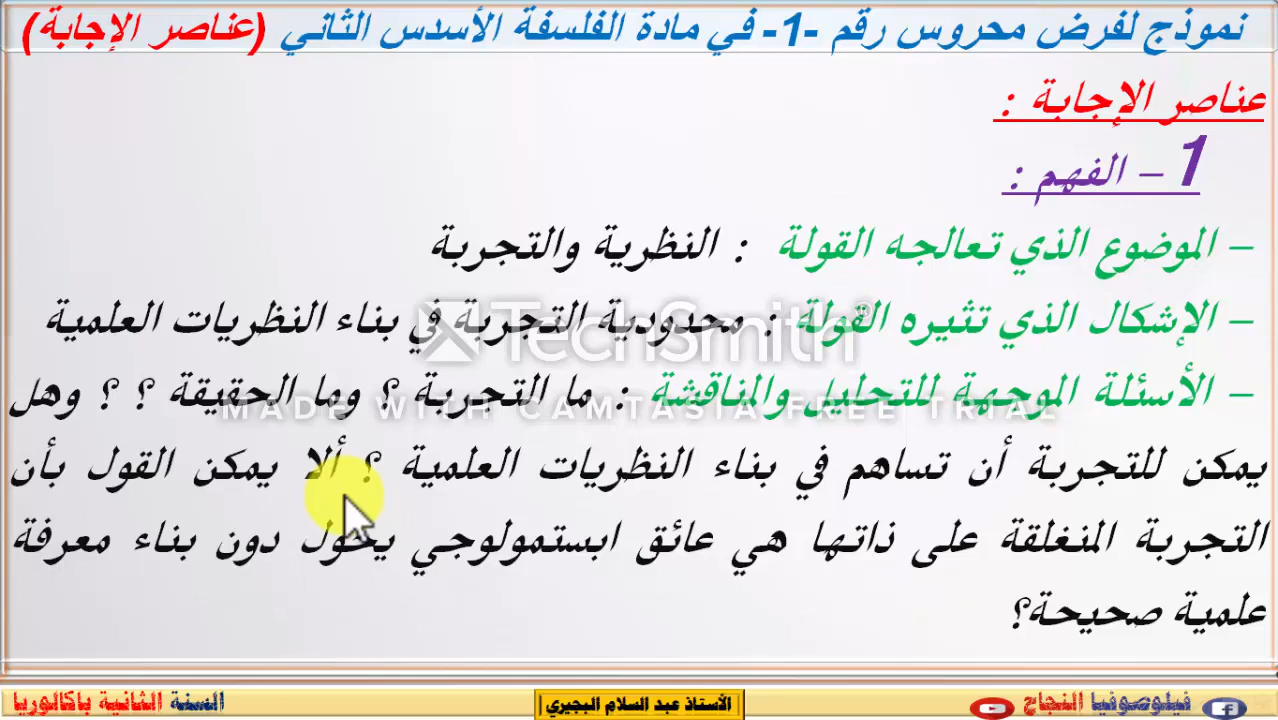 نموذج لفرض محروس رقم -1- في مادة الفلسفة الأسدس الثاني (عناصر الإجابة)
عناصر الإجابة :
1 – الفهم :
– الموضوع الذي تعالجه القولة : النظرية والتجربة
– الإشكال الذي تثيره القولة : محدودية التجربة في بناء النظريات العلمية
TechSmith®
– الأسئلة الموجهة للتحليل والمناقشة : ما التجربة ؟ وما الحقيقة ؟ ؟ وهل
MADE WITH CAMTASIA FREE TRIAL
يمكن للتجربة أن تساهم في بناء النظريات العلمية ؟ ألا يمكن القول بأن
التجربة المنغلقة على ذاتها هي عائق ابستمولوجي يحول دون بناء معرفة
علمية صحيحة؟
فيلوصوفيا النجاح
الأستاذ عبد السلام البجيري
السنة الثانية باكالوريا